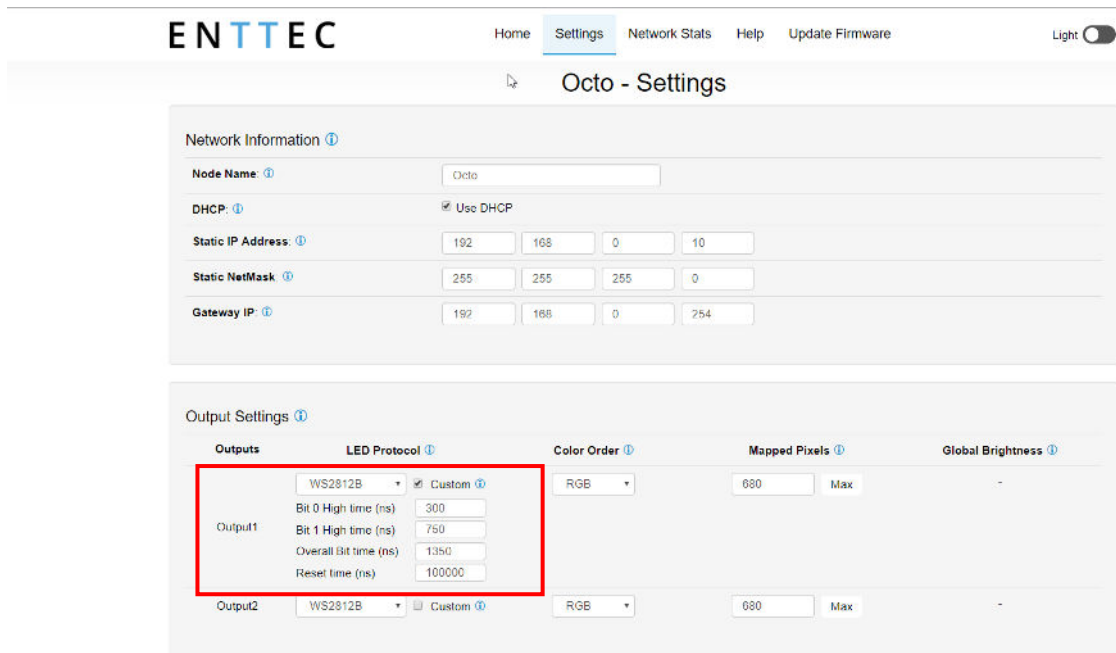 ENTTEC
Home Settings Network Stats Help Update Firmware Light
Octo - Settings
Network Information
Node Name:
Octo
DHCP:
Use DHCP
Static IP Address:
192 168 0 10
Static NetMask
255 255 255 0
Gateway IP:
192 168 0 254
Output Settings
Outputs LED Protocol Color Order Mapped Pixels Global Brightness
WS2812B Custom RGB 680 Max -
Bit 0 High time (ns) 300
Output1
Bit 1 High time (ns) 750
Overall Bit time (ns) 1350
Reset time (ns) 100000
Output2 WS2812B Custom RGB 680 Max -